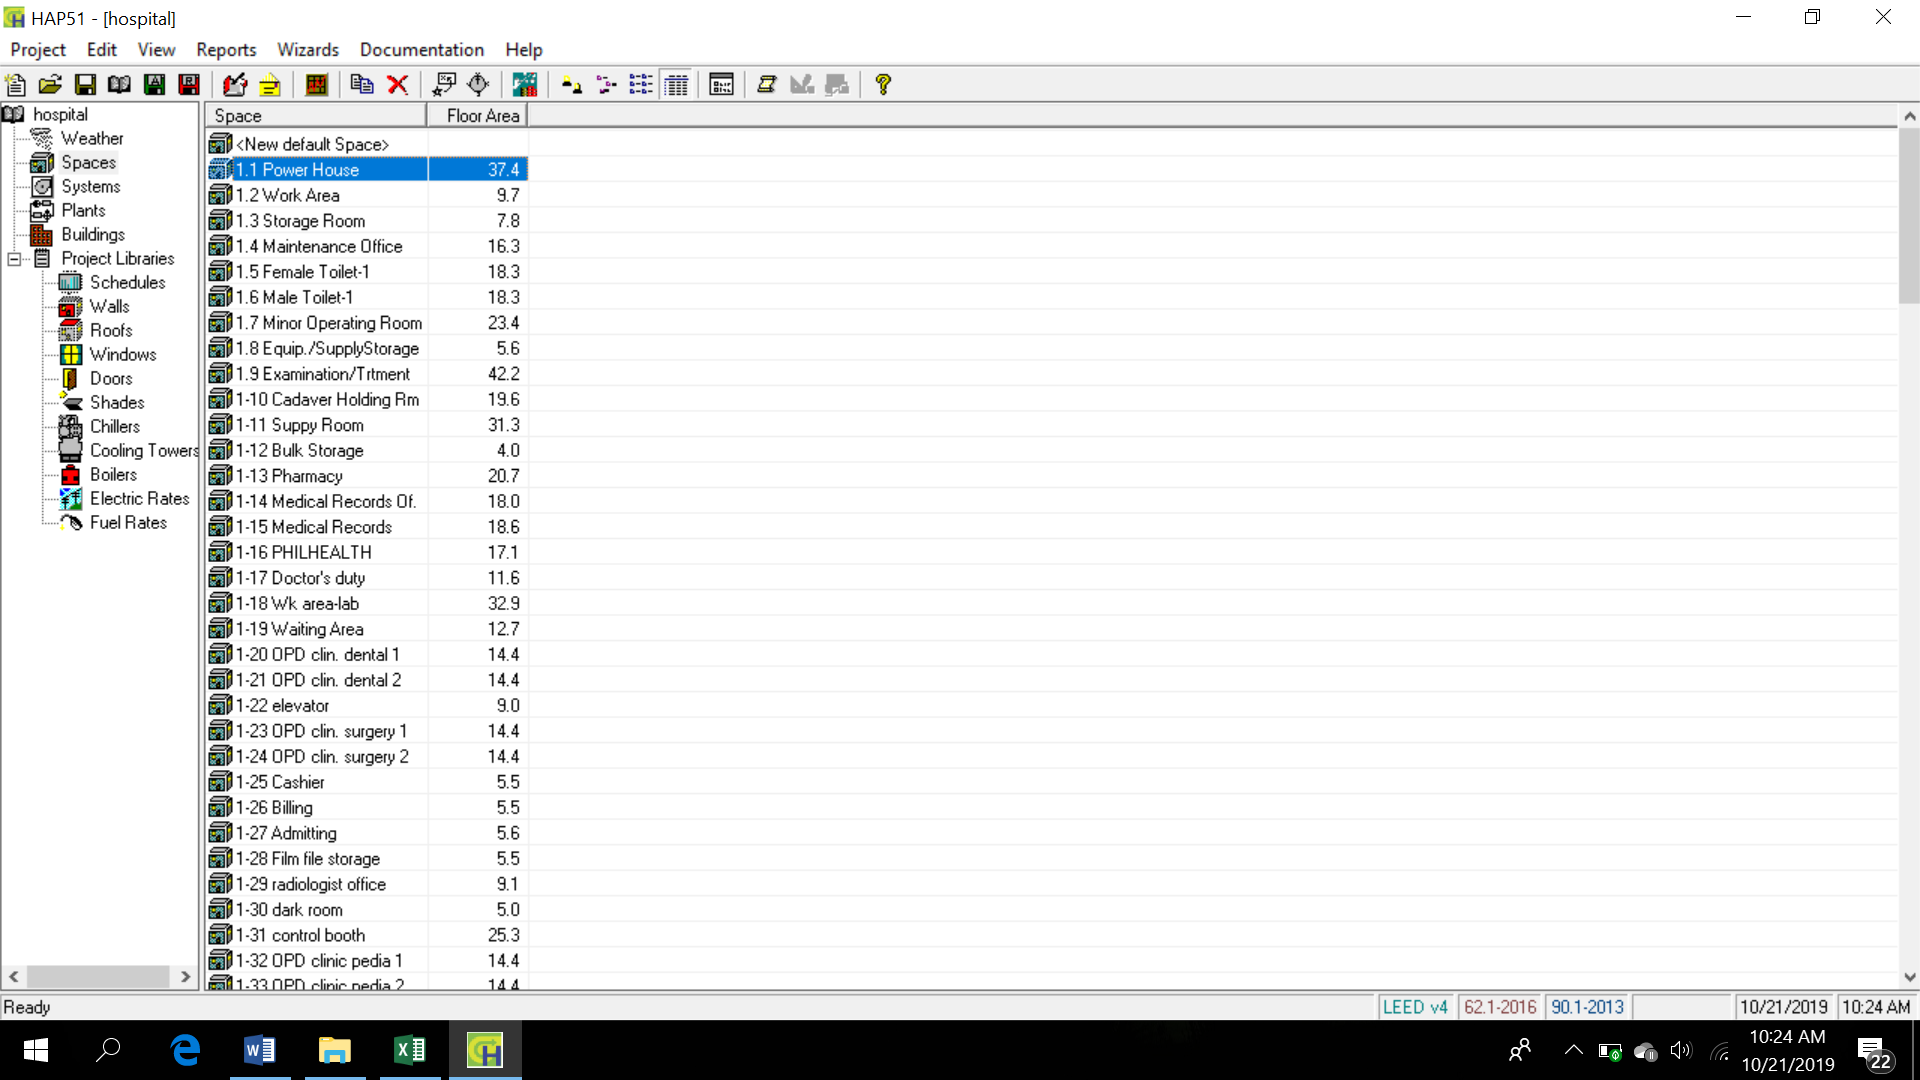 HAP51 - [hospital]
Project Edit View Reports Wizards Documentation Help
hospital
Weather
Spaces
Systems
Plants
Buildings
Project Libraries
Schedules
Walls
Roofs
Windows
Doors
Shades
Chillers
Cooling Towers
Boilers
Electric Rates
Fuel Rates
Space Floor Area
<New default Space>
1.1 Power House 37.4
1.2 Work Area 9.7
1.3 Storage Room 7.8
1.4 Maintenance Office 16.3
1.5 Female Toilet-1 18.3
1.6 Male Toilet-1 18.3
1.7 Minor Operating Room 23.4
1.8 Equip./SupplyStorage 5.6
1.9 Examination/Trtment 42.2
1-10 Cadaver Holding Rm 19.6
1-11 Suppy Room 31.3
1-12 Bulk Storage 4.0
1-13 Pharmacy 20.7
1-14 Medical Records Of. 18.0
1-15 Medical Records 18.6
1-16 PHILHEALTH 17.1
1-17 Doctor's duty 11.6
1-18 Wk area-lab 32.9
1-19 Waiting Area 12.7
1-20 OPD clin. dental 1 14.4
1-21 OPD clin. dental 2 14.4
1-22 elevator 9.0
1-23 OPD clin. surgery 1 14.4
1-24 OPD clin. surgery 2 14.4
1-25 Cashier 5.5
1-26 Billing 5.5
1-27 Admitting 5.6
1-28 Film file storage 5.5
1-29 radiologist office 9.1
1-30 dark room 5.0
1-31 control booth 25.3
1-32 OPD clinic pedia 1 14.4
1-33 OPD clinic pedia 2 14.4
Ready LEED v4 62.1-2016 90.1-2013 10/21/2019 10:24 AM
10:24 AM
10/21/2019
22